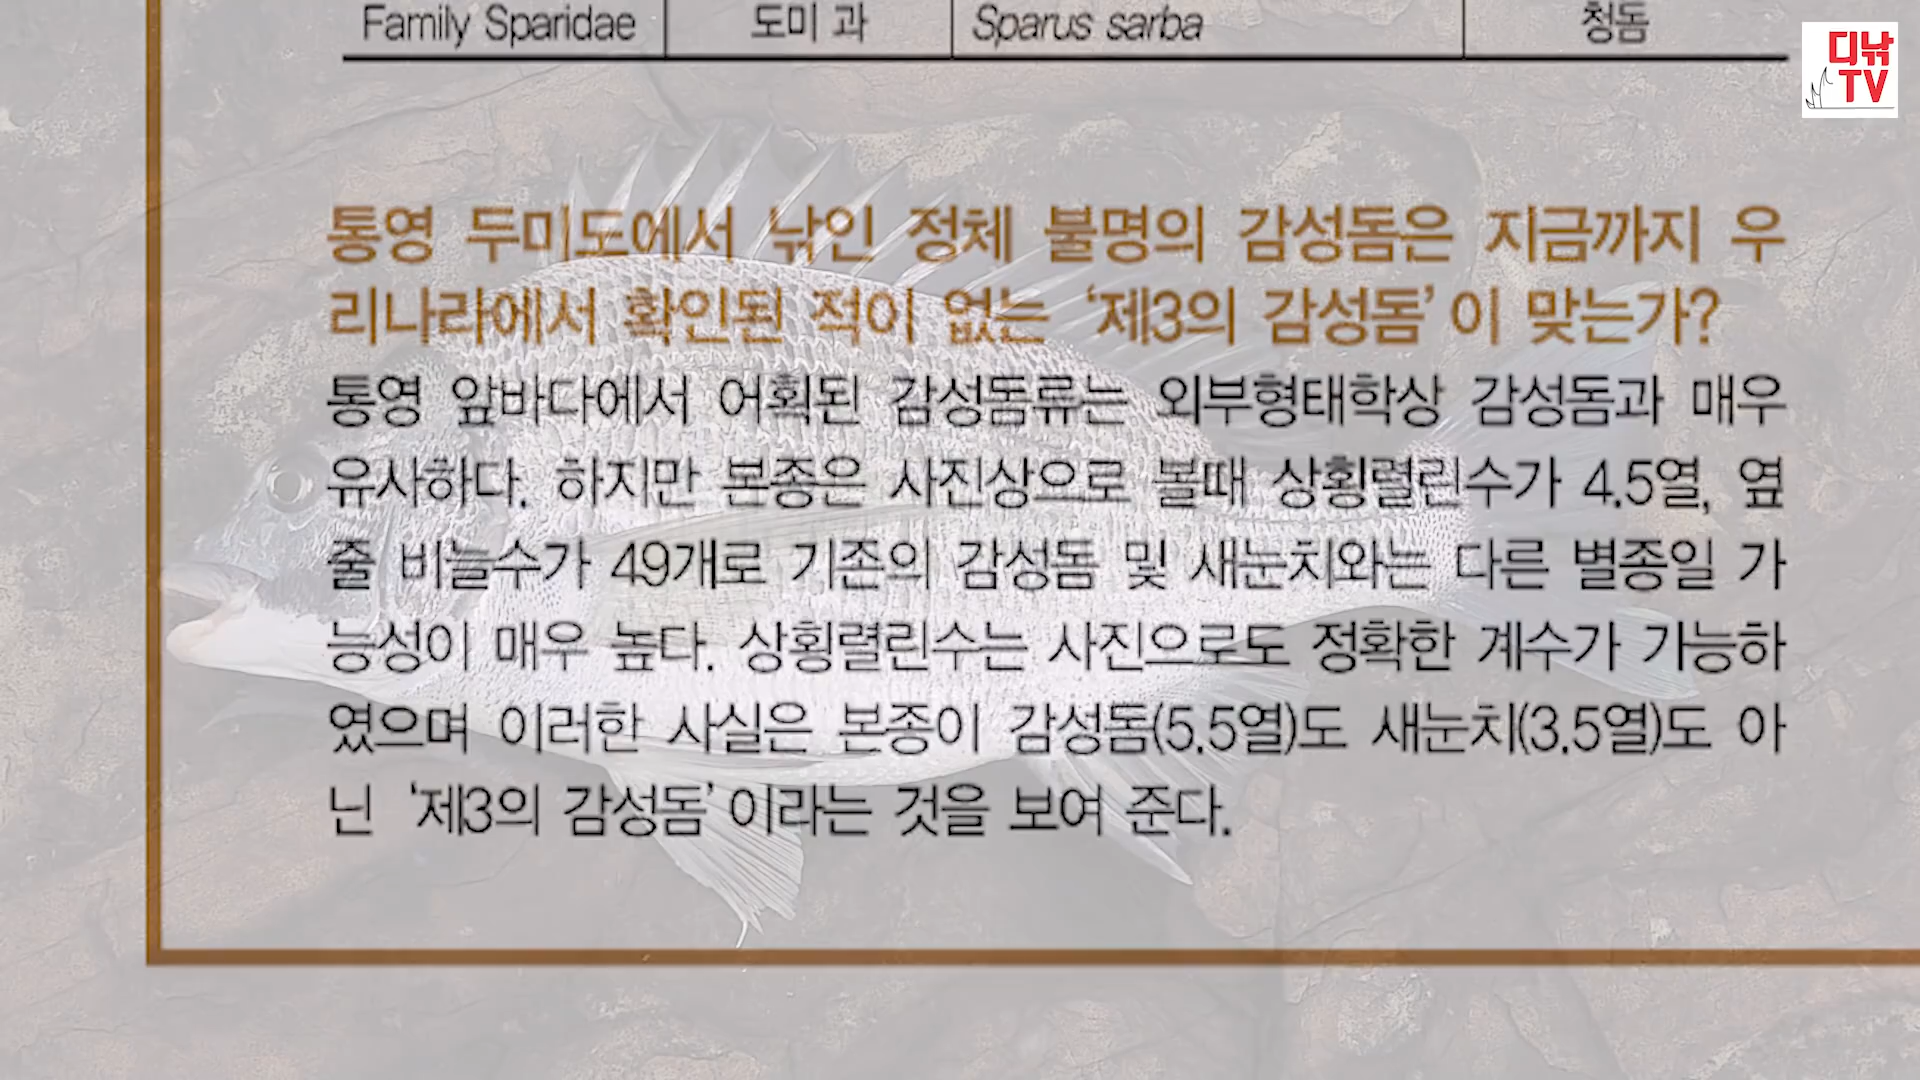 Family Sparidae 도미 과 Sparus sarba 청돔
디낚
TV
통영 두미도에서 낚인 정체 불명의 감성돔은 지금까지 우
리나라에서 확인된 적이 없는 ‘제3의 감성돔’이 맞는가?
통영 앞바다에서 어획된 감성돔류는 외부형태학상 감성돔과 매우
유사하다. 하지만 본종은 사진상으로 볼때 상횡렬린수가 4.5열, 옆
줄 비늘수가 49개로 기존의 감성돔 및 새눈치와는 다른 별종일 가
능성이 매우 높다. 상횡렬린수는 사진으로도 정확한 계수가 가능하
였으며 이러한 사실은 본종이 감성돔(5.5열)도 새눈치(3.5열)도 아
닌 ‘제3의 감성돔’이라는 것을 보여 준다.